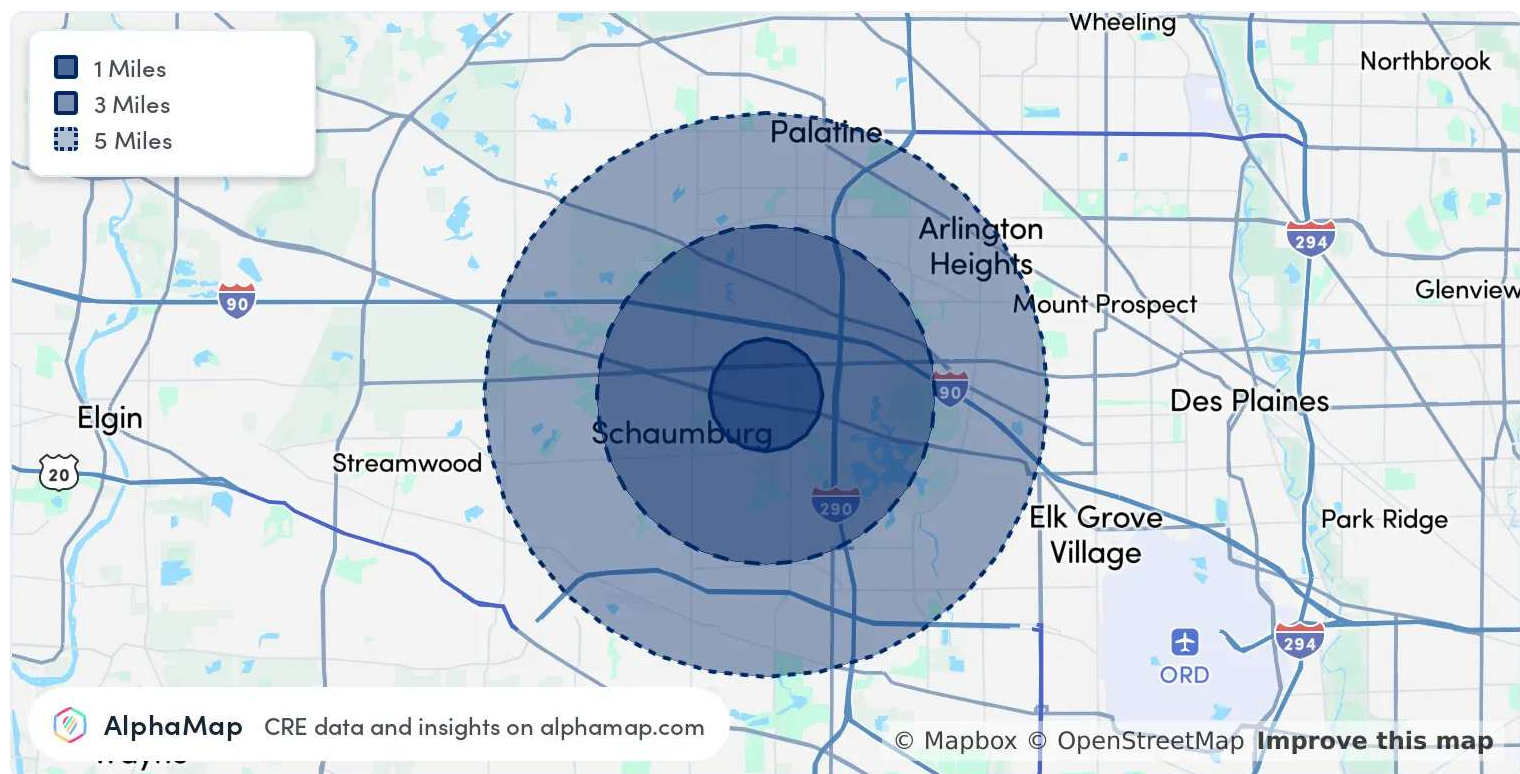 Wheeling
Northbrook
1 Miles
3 Miles
5 Miles
Palatine
Arlington
Heights
294
90
Glenview
Mount Prospect
90
Des Plaines
Elgin
Schaumburg
Streamwood
20
290
Elk Grove
Village
Park Ridge
294
ORD
AlphaMap CRE data and insights on alphamap.com
© Mapbox © OpenStreetMap Improve this map